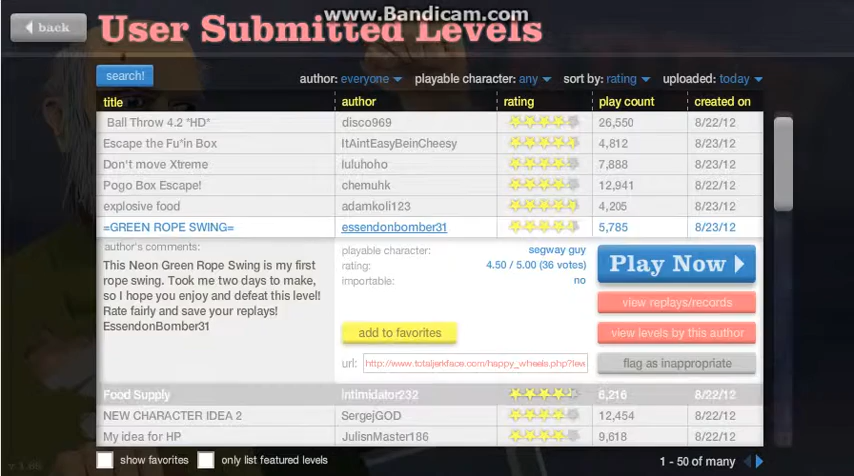 www.Bandicam.com
back
User Submitted Levels
search!
author: everyone playable character: any sort by: rating uploaded: today
title author rating play count created on
Ball Throw 4.2 *HD* disco969 26,550 8/22/12
Escape the Fu*in Box ItAintEasyBeinCheesy 4,812 8/23/12
Don't move Xtreme luluhoho 7,888 8/22/12
Pogo Box Escape! chemuhk 12,941 8/22/12
explosive food adamkoli123 4,205 8/23/12
=GREEN ROPE SWING= essendonbomber31 5,785 8/23/12
author's comments:
This Neon Green Rope Swing is my first
rope swing. Took me two days to make,
so I hope you enjoy and defeat this level!
Rate fairly and save your replays!
EssendonBomber31
playable character: segway guy
rating: 4.50 / 5.00 (36 votes)
importable: no
add to favorites
url: http://www.totaljerkface.com/happy_wheels.php?lev
Play Now
view replays/records
view levels by this author
flag as inappropriate
Food Supply intimidator232 6,216 8/22/12
NEW CHARACTER IDEA 2 SergejGOD 12,454 8/22/12
My idea for HP JulisnMaster186 9,618 8/22/12
show favorites only list featured levels 1 - 50 of many